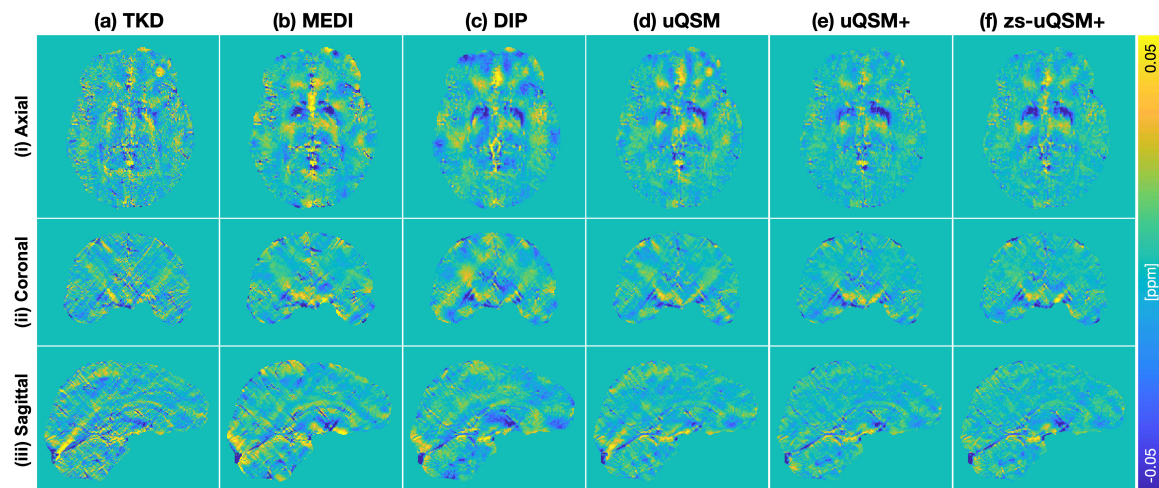 (a) TKD (b) MEDI (c) DIP (d) uQSM (e) uQSM+ (f) zs-uQSM+
(i) Axial
(ii) Coronal
(iii) Sagittal
0.05
[ppm]
-0.05